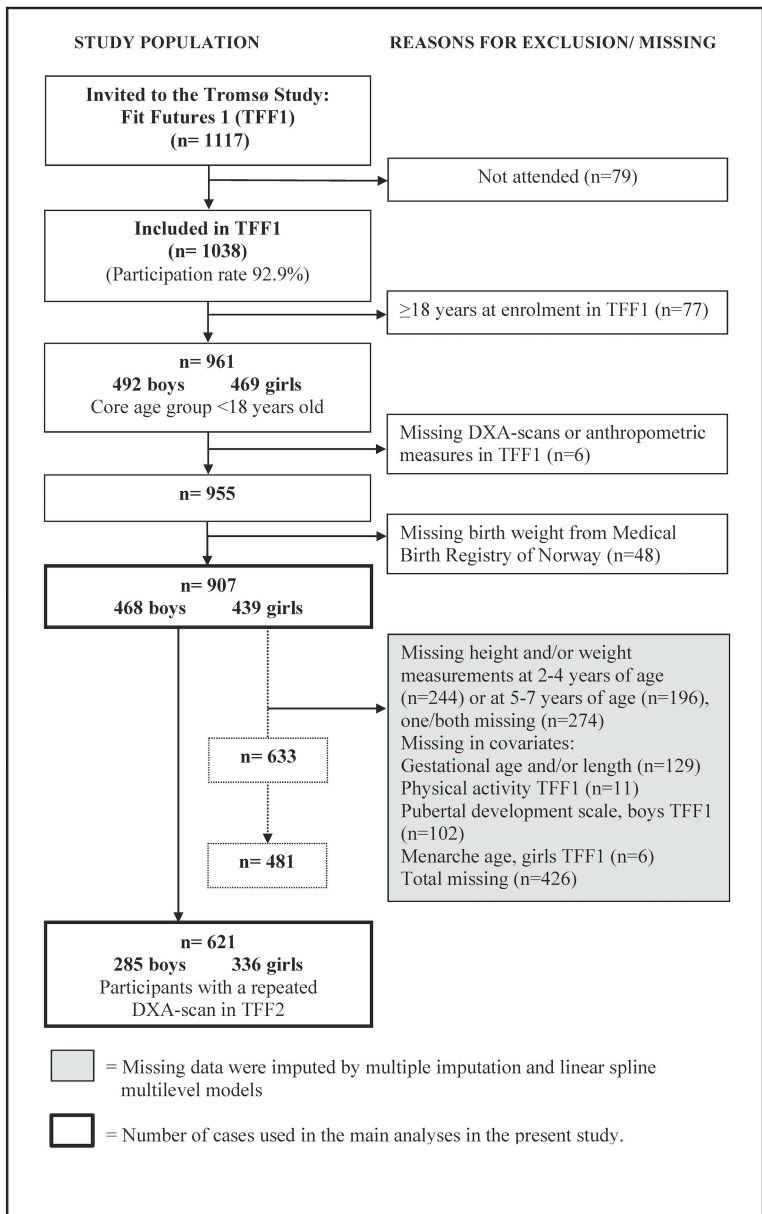 STUDY POPULATION
REASONS FOR EXCLUSION/ MISSING
Invited to the Tromsø Study:
Fit Futures 1 (TFF1)
(n= 1117)
Not attended (n=79)
Included in TFF1
(n= 1038)
(Participation rate 92.9%)
≥18 years at enrolment in TFF1 (n=77)
n= 961
492 boys 469 girls
Core age group <18 years old
Missing DXA-scans or anthropometric
measures in TFF1 (n=6)
n= 955
Missing birth weight from Medical
Birth Registry of Norway (n=48)
n= 907
468 boys 439 girls
Missing height and/or weight
measurements at 2-4 years of age
(n=244) or at 5-7 years of age (n=196),
one/both missing (n=274)
Missing in covariates:
Gestational age and/or length (n=129)
Physical activity TFF1 (n=11)
Pubertal development scale, boys TFF1
(n=102)
Menarche age, girls TFF1 (n=6)
Total missing (n=426)
n= 633
n= 481
n= 621
285 boys 336 girls
Participants with a repeated
DXA-scan in TFF2
= Missing data were imputed by multiple imputation and linear spline
multilevel models
= Number of cases used in the main analyses in the present study.